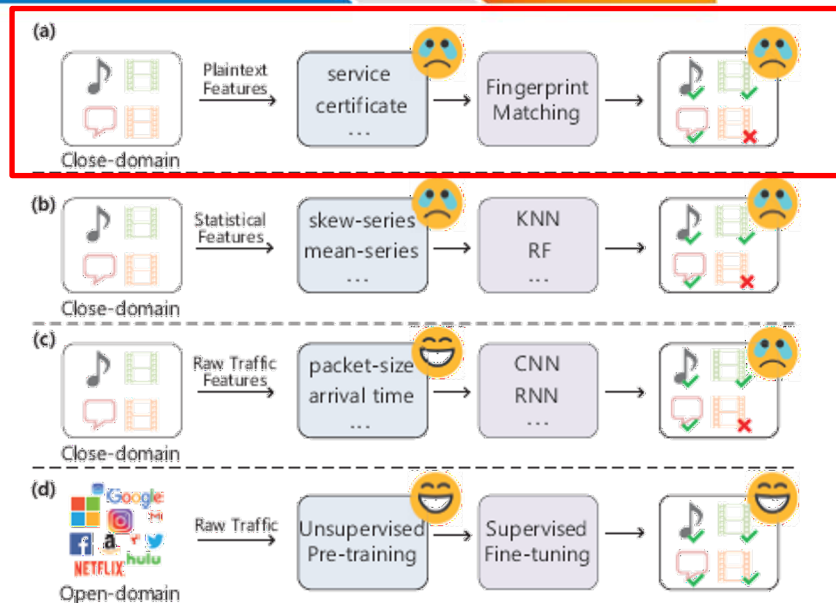 (a)
Plaintext
Features
service
certificate
...
Fingerprint
Matching
Close-domain
(b)
Statistical
Features
skew-series
mean-series
...
KNN
RF
...
Close-domain
(c)
Raw Traffic
Features
packet-size
arrival time
...
CNN
RNN
...
Close-domain
(d)
Google
f
a
NETFLIX
hulu
Raw Traffic
Unsupervised
Pre-training
Supervised
Fine-tuning
Open-domain